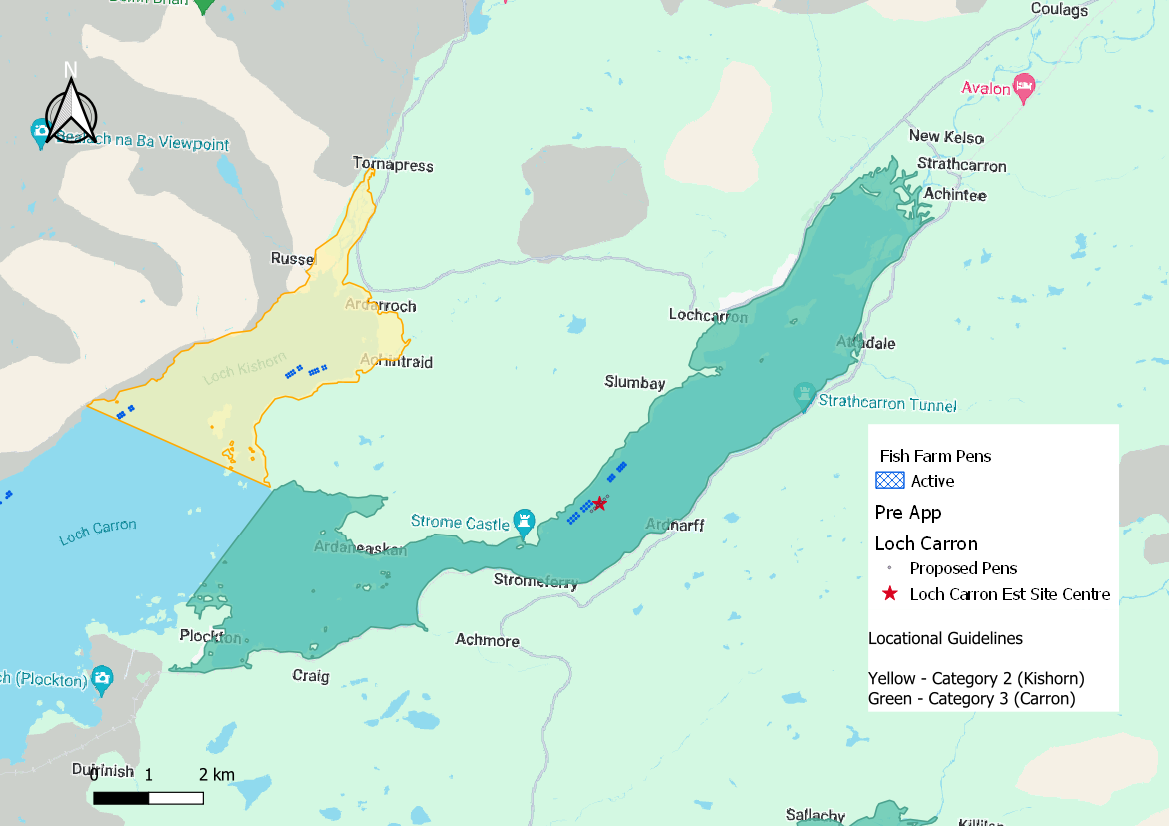 Coulags
Avalon
N
Bealach na Ba Viewpoint
New Kelso
Tornapress
Strathcarron
Achintee
Russel
Ardarroch
Lochcarron
Attadale
Loch Kishorn
Achintraid
Slumbay
Strathcarron Tunnel
Fish Farm Pens
Active
Pre App
Loch Carron
Proposed Pens
Loch Carron Est Site Centre
Locational Guidelines
Yellow - Category 2 (Kishorn)
Green - Category 3 (Carron)
Loch Carron
Strome Castle
Ardnarff
Ardaneaskan
Stromeferry
Plockton
Achmore
Craig
(Plockton)
Duirinish
0 1 2 km
Sallachy
Killilan